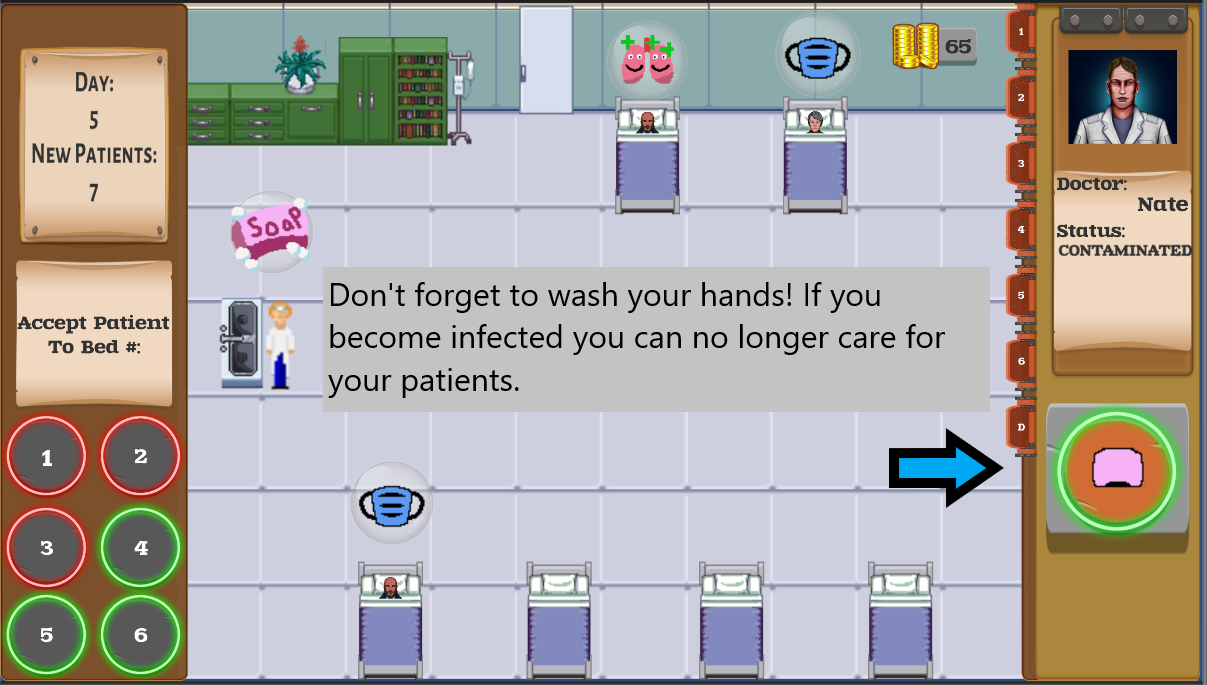 DAY:
5
NEW PATIENTS:
7
Accept Patient
To Bed #:
1
2
3
4
5
6
SOAP
65
Don't forget to wash your hands! If you
become infected you can no longer care for
your patients.
1
2
3
4
5
6
D
Doctor:
Nate
Status:
CONTAMINATED